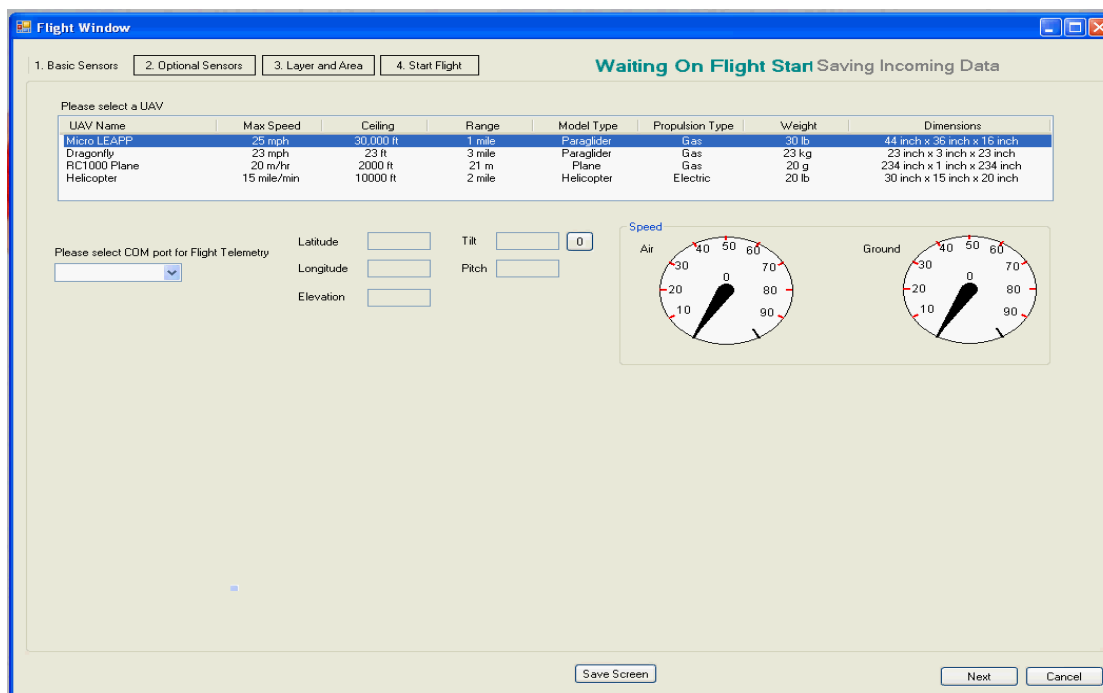 Flight Window
1. Basic Sensors 2. Optional Sensors 3. Layer and Area 4. Start Flight Waiting On Flight Start Saving Incoming Data
Please select a UAV
UAV Name Max Speed Ceiling Range Model Type Propulsion Type Weight Dimensions
Micro LEAPP 25 mph 30,000 ft 1 mile Paraglider Gas 30 lb 44 inch x 36 inch x 16 inch
Dragonfly 23 mph 23 ft 3 mile Paraglider Gas 23 kg 23 inch x 3 inch x 23 inch
RC1000 Plane 20 m/hr 2000 ft 21 m Plane Gas 20 g 234 inch x 1 inch x 234 inch
Helicopter 15 mile/min 10000 ft 2 mile Helicopter Electric 20 lb 30 inch x 15 inch x 20 inch
Please select COM port for Flight Telemetry
Latitude
Longitude
Elevation
Tilt 0
Pitch
Speed
Air
0 10 20 30 40 50 60 70 80 90
Ground
0 10 20 30 40 50 60 70 80 90
Save Screen
Next Cancel